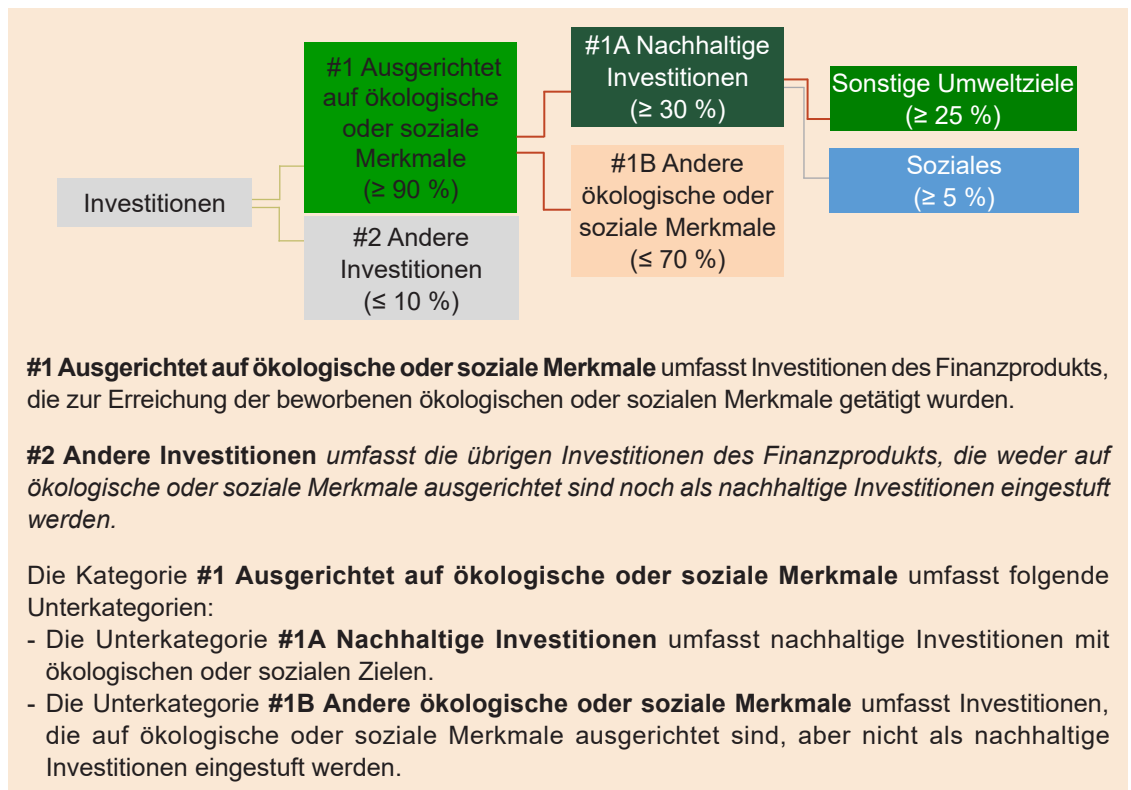 Investitionen
#1 Ausgerichtet
auf ökologische
oder soziale
Merkmale
(≥ 90 %)
#2 Andere
Investitionen
(≤ 10 %)
#1A Nachhaltige
Investitionen
(≥ 30 %)
#1B Andere
ökologische oder
soziale Merkmale
(≤ 70 %)
Sonstige Umweltziele
(≥ 25 %)
Soziales
(≥ 5 %)
#1 Ausgerichtet auf ökologische oder soziale Merkmale umfasst Investitionen des Finanzprodukts,
die zur Erreichung der beworbenen ökologischen oder sozialen Merkmale getätigt wurden.
#2 Andere Investitionen umfasst die übrigen Investitionen des Finanzprodukts, die weder auf
ökologische oder soziale Merkmale ausgerichtet sind noch als nachhaltige Investitionen eingestuft
werden.
Die Kategorie #1 Ausgerichtet auf ökologische oder soziale Merkmale umfasst folgende
Unterkategorien:
- Die Unterkategorie #1A Nachhaltige Investitionen umfasst nachhaltige Investitionen mit
ökologischen oder sozialen Zielen.
- Die Unterkategorie #1B Andere ökologische oder soziale Merkmale umfasst Investitionen,
die auf ökologische oder soziale Merkmale ausgerichtet sind, aber nicht als nachhaltige
Investitionen eingestuft werden.